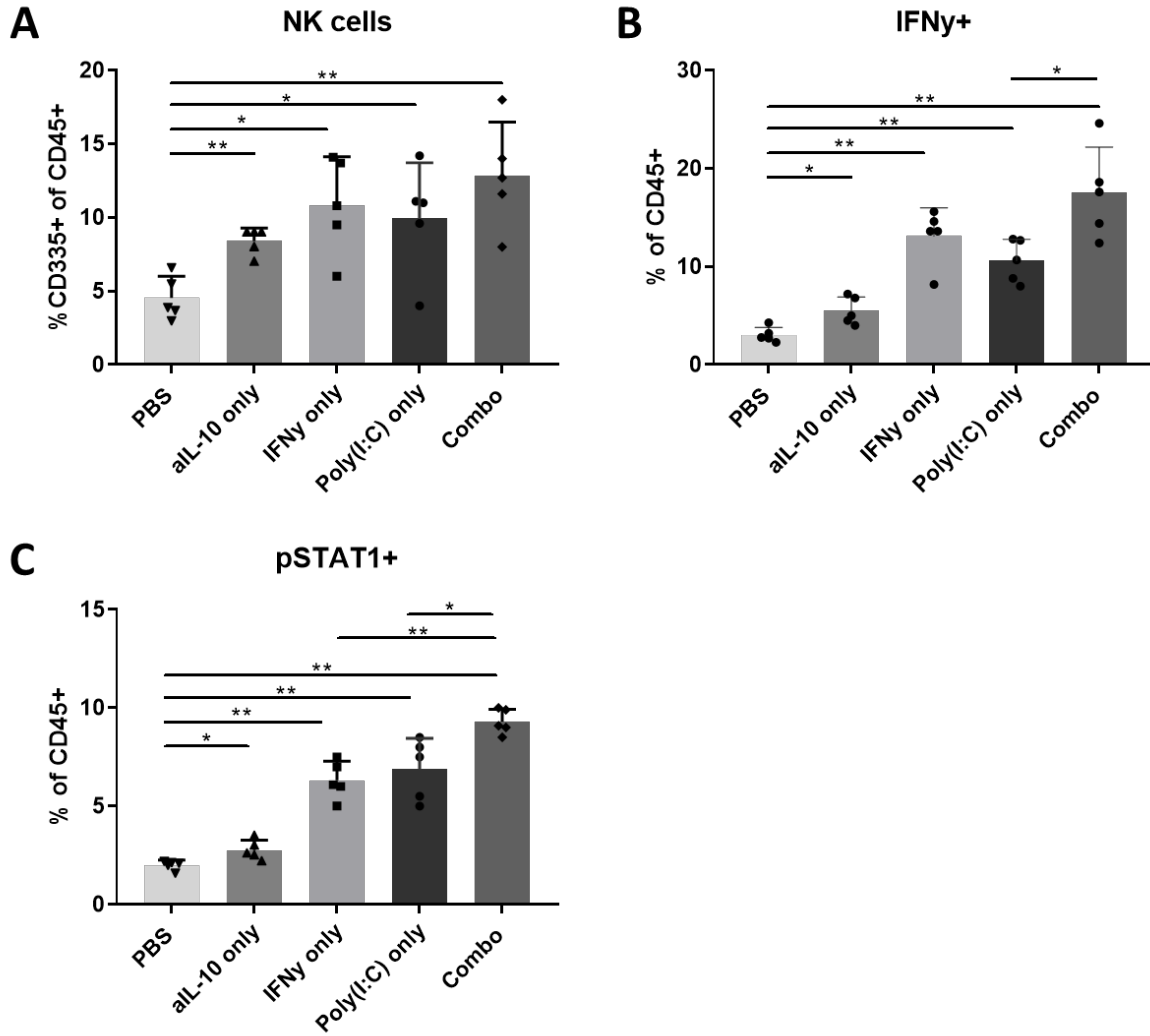 A
NK cells
% CD335+ of CD45+
20
15
10
5
0
**
*
*
**
PBS
aIL-10 only
IFNy only
Poly(I:C) only
Combo
B
IFNy+
% of CD45+
30
20
10
0
*
**
**
**
*
PBS
aIL-10 only
IFNy only
Poly(I:C) only
Combo
C
pSTAT1+
% of CD45+
15
10
5
0
*
**
**
**
**
*
PBS
aIL-10 only
IFNy only
Poly(I:C) only
Combo